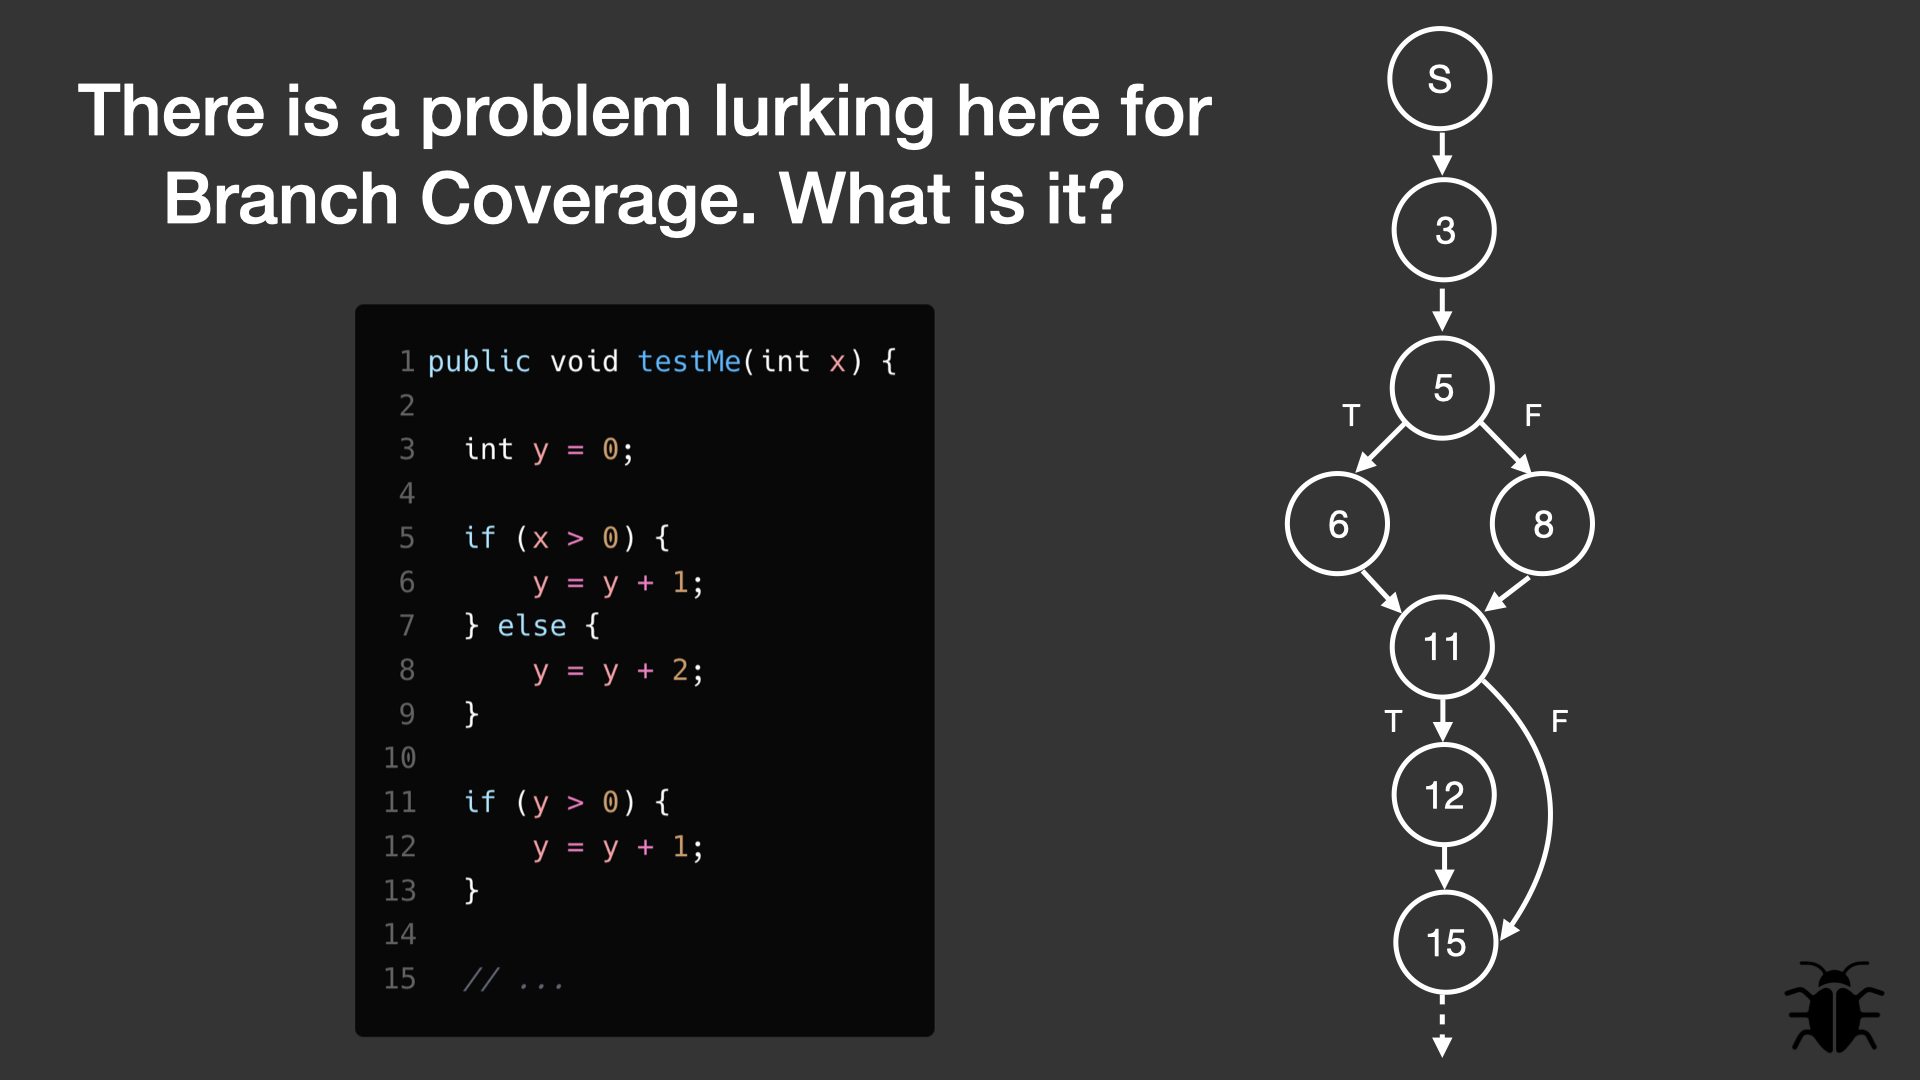 There is a problem lurking here for
Branch Coverage. What is it?
1 public void testMe(int x) {
2
3 int y = 0;
4
5 if (x > 0) {
6 y = y + 1;
7 } else {
8 y = y + 2;
9 }
10
11 if (y > 0) {
12 y = y + 1;
13 }
14
15 // ...
S
3
5
T F
6 8
11
T F
12
15